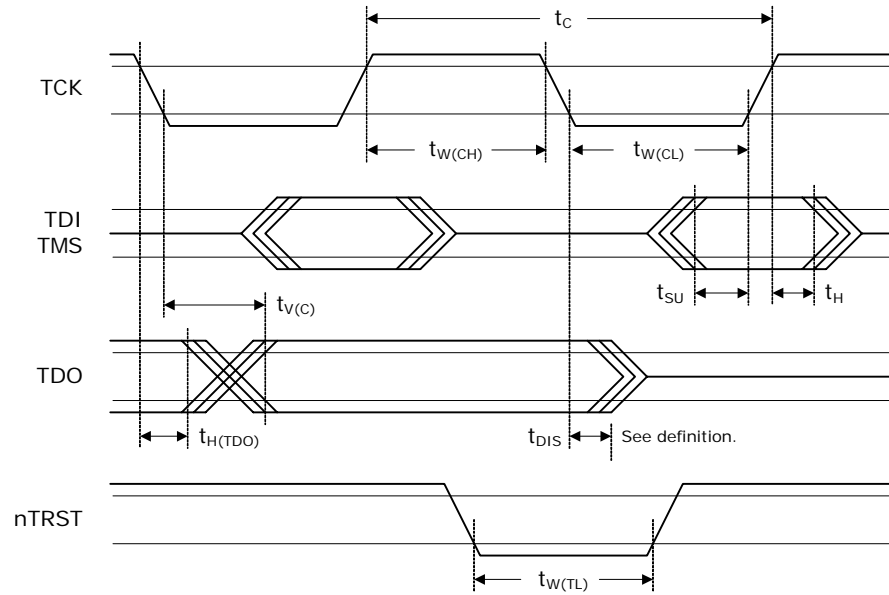 tC
TCK
tW(CH)
tW(CL)
TDI
TMS
tSU
tH
tV(C)
TDO
tH(TDO)
tDIS
See definition.
nTRST
tW(TL)